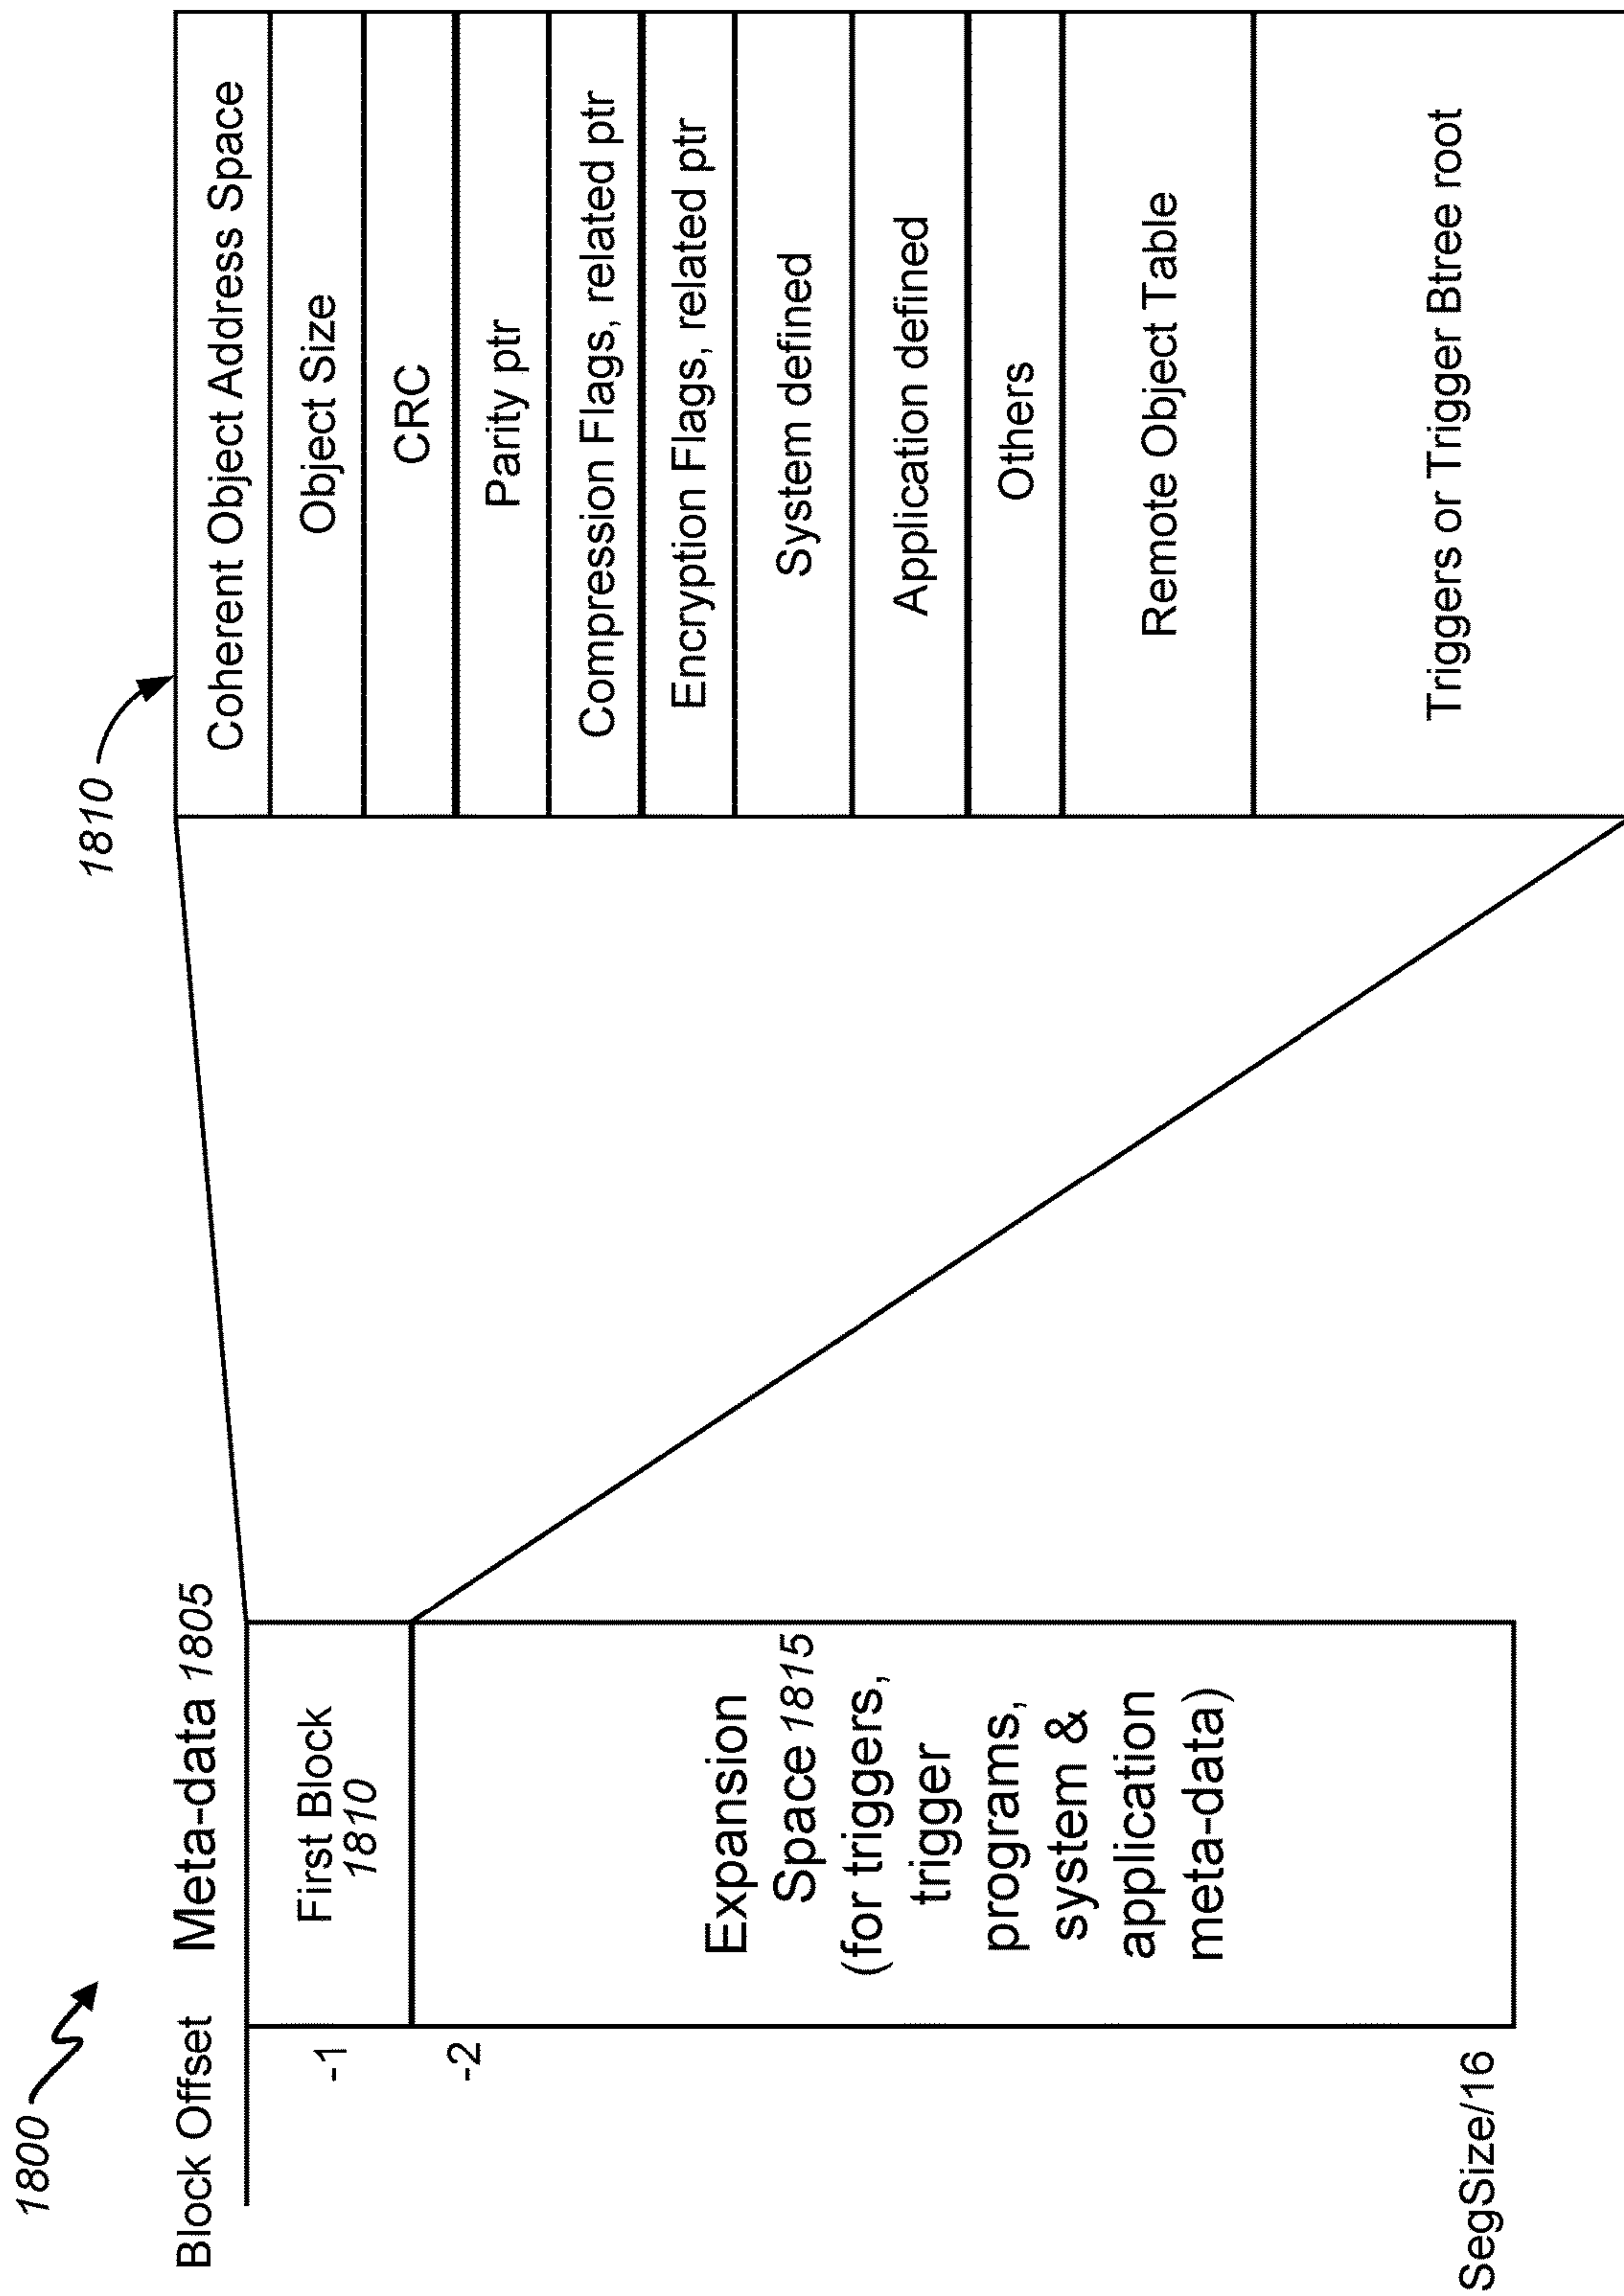 1800
Block Offset
Meta-data 1805
-1
First Block
1810
-2
Expansion
Space 1815
(for triggers,
trigger
programs,
system &
application
meta-data)
SegSize/16
1810
Coherent Object Address Space
Object Size
CRC
Parity ptr
Compression Flags, related ptr
Encryption Flags, related ptr
System defined
Application defined
Others
Remote Object Table
Triggers or Trigger Btree root